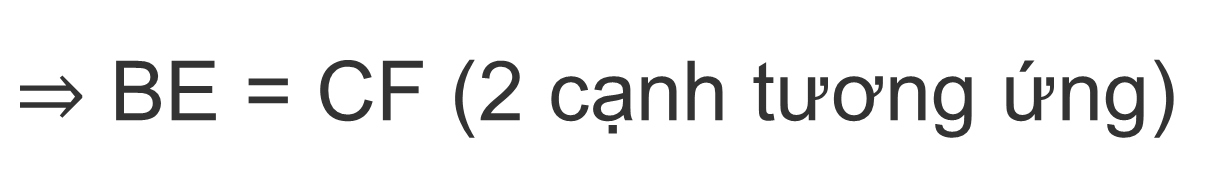 ⇒ BE = CF (2 cạnh tương ứng)